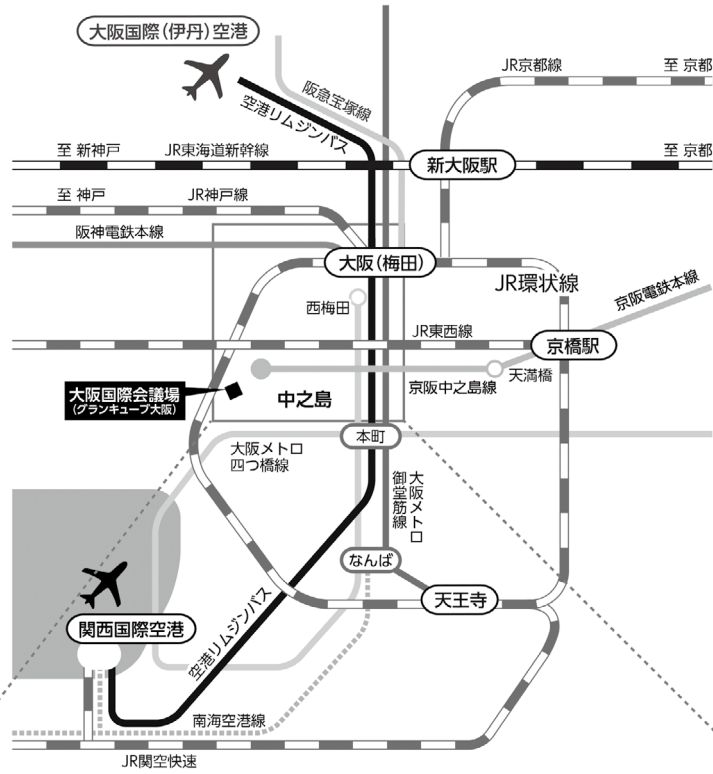 大阪国際(伊丹)空港
阪急宝塚線
空港リムジンバス
JR京都線
至 京都
至 新神戸
JR東海道新幹線
新大阪駅
至 京都
至 神戸
JR神戸線
阪神電鉄本線
大阪(梅田)
JR環状線
京阪電鉄本線
西梅田
JR東西線
京橋駅
天満橋
京阪中之島線
大阪国際会議場
(グランキューブ大阪)
中之島
本町
大阪メトロ
四つ橋線
大阪メトロ
御堂筋線
なんば
天王寺
関西国際空港
空港リムジンバス
南海空港線
JR関空快速